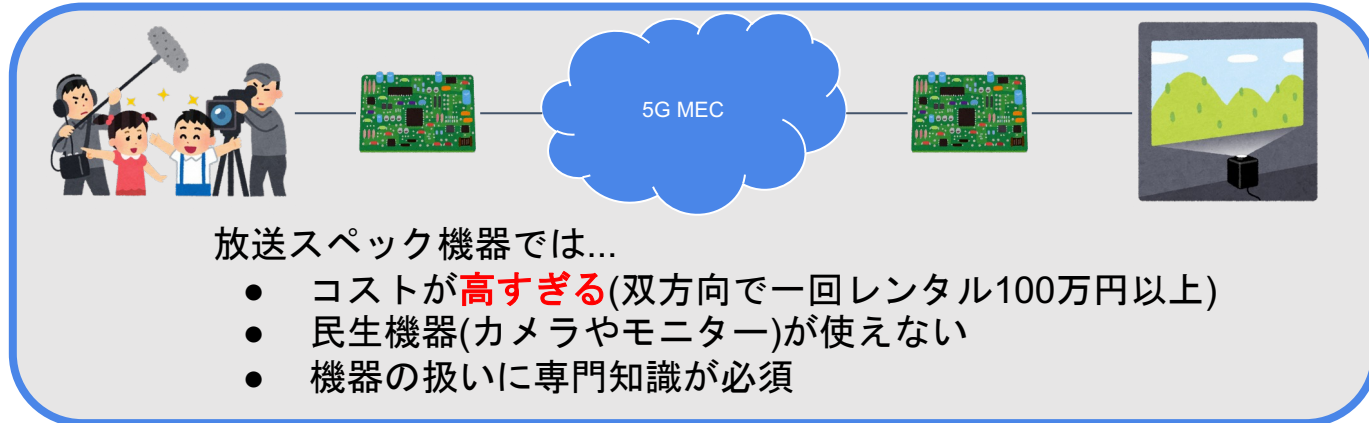 5G MEC
放送スペック機器では...
● コストが高すぎる(双方向で一回レンタル100万円以上)
● 民生機器(カメラやモニター)が使えない
● 機器の扱いに専門知識が必須